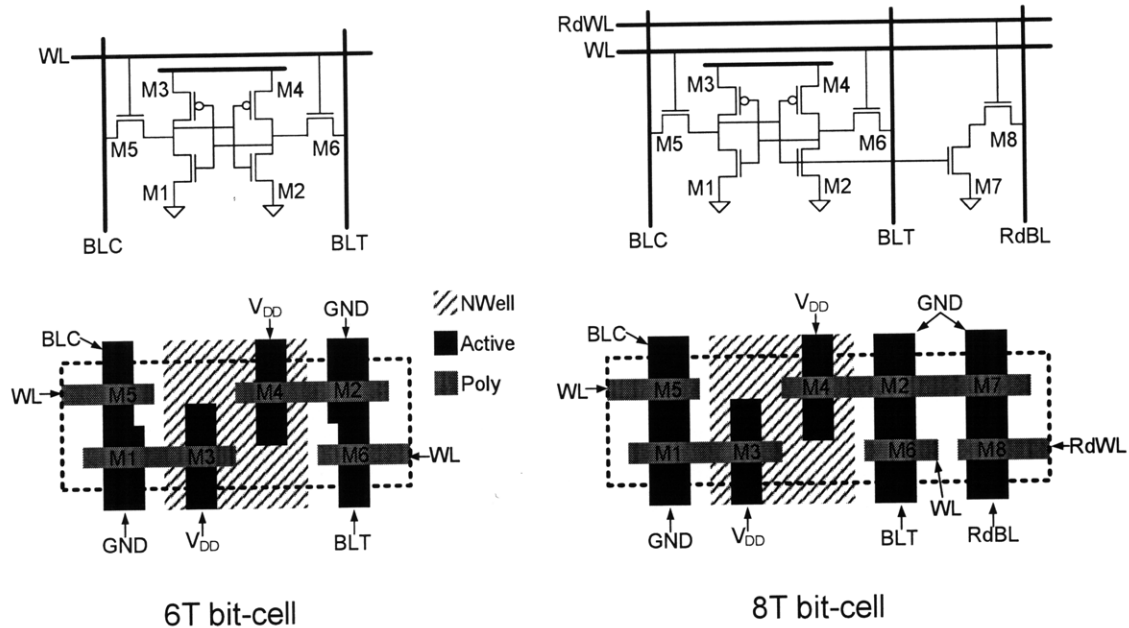 RdWL
WL
WL
M3
M4
M5
M6
M1
M2
BLC
BLT
M3
M4
M5
M6
M8
M1
M2
M7
BLC
BLT
RdBL
VDD
GND
NWell
Active
Poly
BLC
WL
M5
M4
M2
M1
M3
M6
WL
GND
VDD
BLT
VDD
GND
BLC
WL
M5
M4
M2
M7
M1
M3
M6
M8
RdWL
WL
GND
VDD
BLT
RdBL
6T bit-cell
8T bit-cell